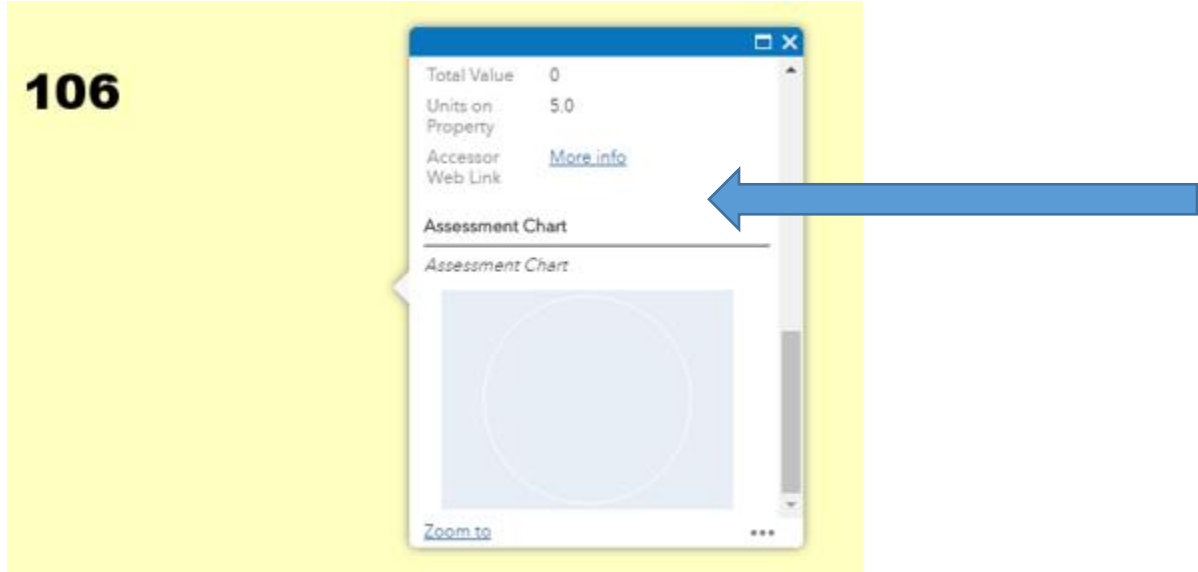 106
Total Value 0
Units on 5.0
Property
Accessor More info
Web Link
Assessment Chart
Assessment Chart
Zoom to